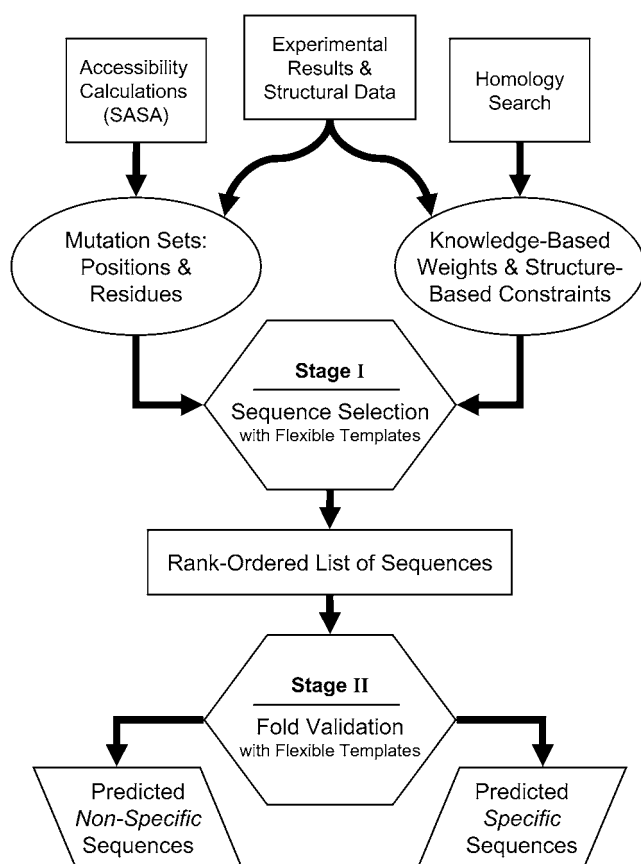 Accessibility
Calculations
(SASA)
Experimental
Results &
Structural Data
Homology
Search
Mutation Sets:
Positions &
Residues
Knowledge-Based
Weights & Structure-
Based Constraints
Stage I
Sequence Selection
with Flexible Templates
Rank-Ordered List of Sequences
Stage II
Fold Validation
with Flexible Templates
Predicted
Non-Specific
Sequences
Predicted
Specific
Sequences